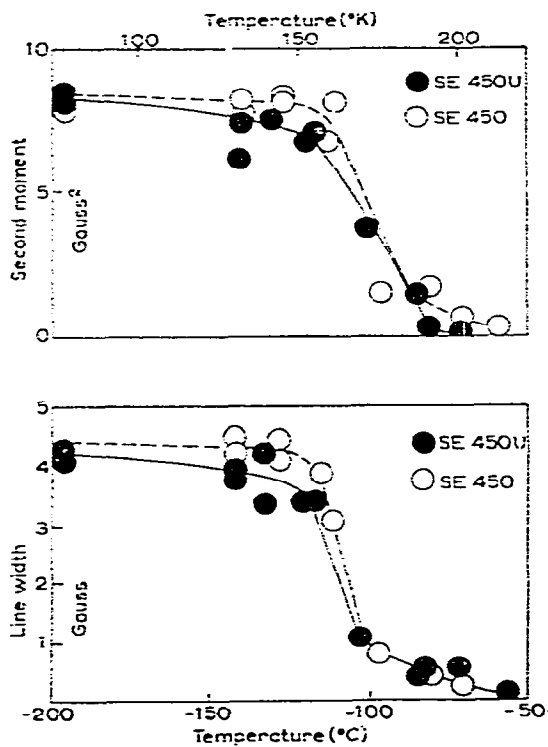 Temperature (°K)
100 150 200
10
5
0
Second moment
Gauss²
SE 450U
SE 450
5
4
3
2
1
Line width
Gauss
SE 450U
SE 450
-200 -150 -100 -50
Temperature (°C)